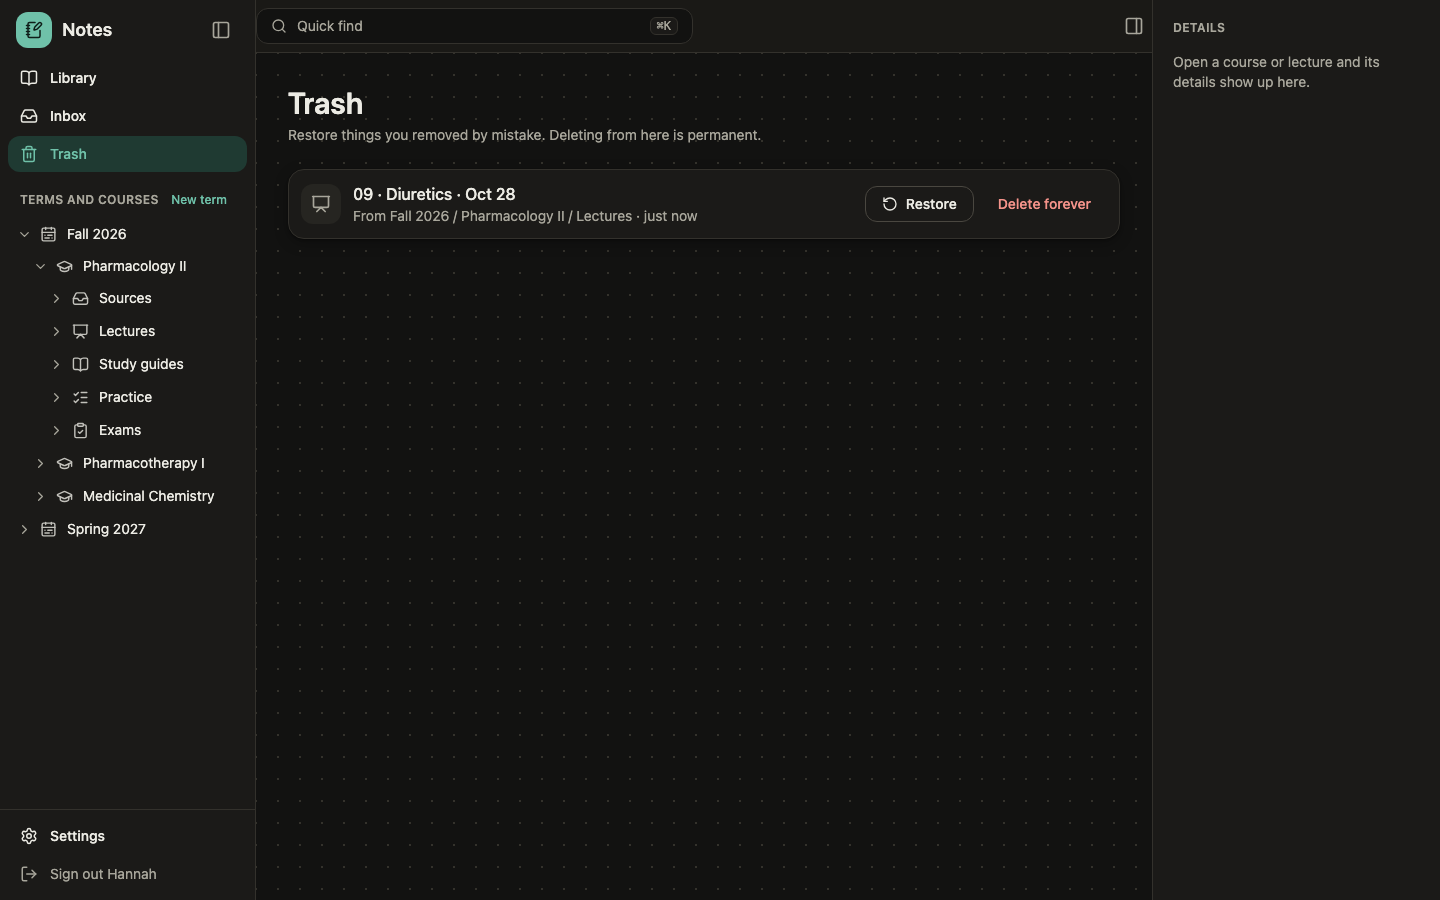 Notes
Library
Inbox
Trash
TERMS AND COURSES New term
Fall 2026
Pharmacology II
Sources
Lectures
Study guides
Practice
Exams
Pharmacotherapy I
Medicinal Chemistry
Spring 2027
Settings
Sign out Hannah
Quick find ⌘K
Trash
Restore things you removed by mistake. Deleting from here is permanent.
09 · Diuretics · Oct 28
From Fall 2026 / Pharmacology II / Lectures · just now
Restore
Delete forever
DETAILS
Open a course or lecture and its
details show up here.